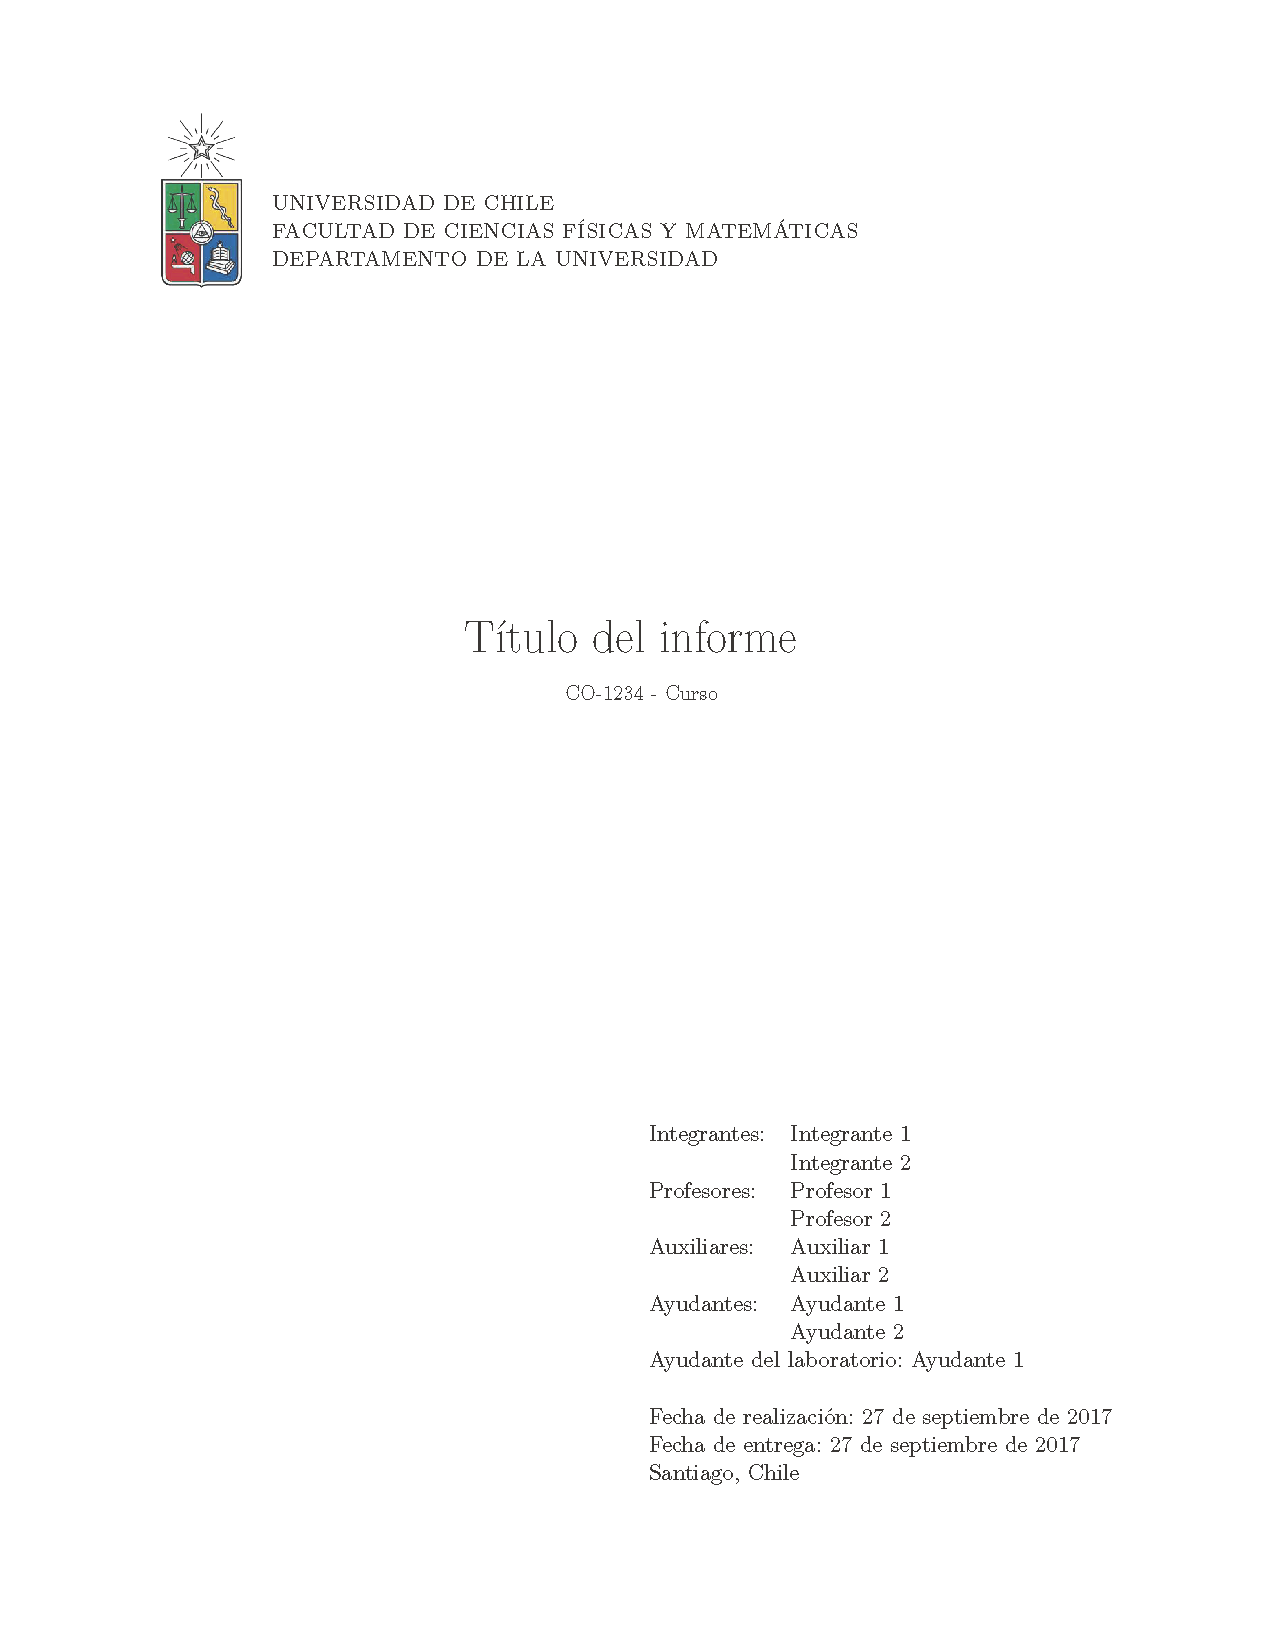 UNIVERSIDAD DE CHILE
FACULTAD DE CIENCIAS FÍSICAS Y MATEMÁTICAS
DEPARTAMENTO DE LA UNIVERSIDAD
Título del informe
CO-1234 - Curso
Integrantes: Integrante 1
Integrante 2
Profesores: Profesor 1
Profesor 2
Auxiliares: Auxiliar 1
Auxiliar 2
Ayudantes: Ayudante 1
Ayudante 2
Ayudante del laboratorio: Ayudante 1
Fecha de realización: 27 de septiembre de 2017
Fecha de entrega: 27 de septiembre de 2017
Santiago, Chile